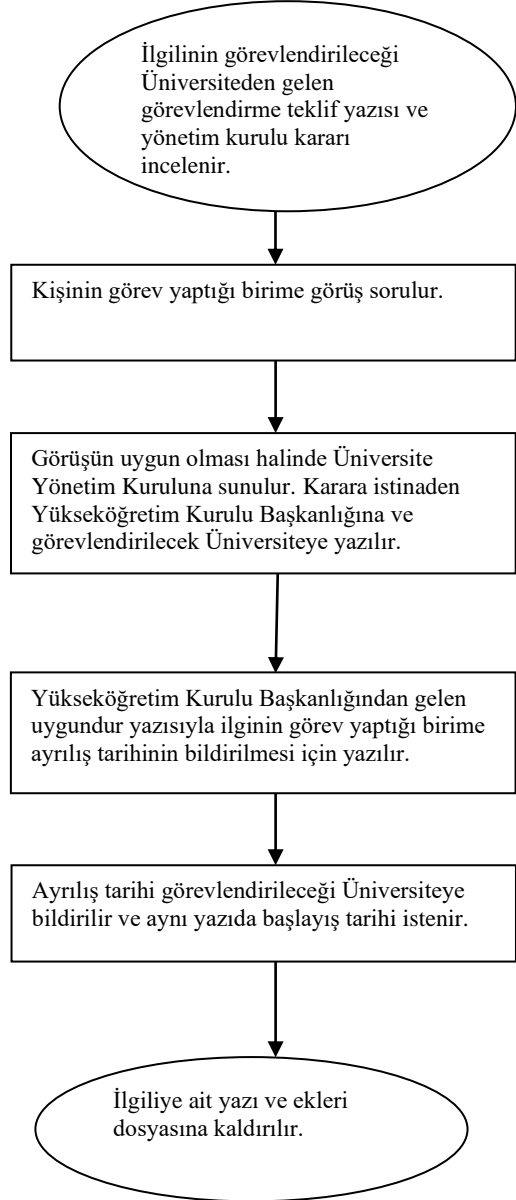 İlgilinin görevlendirileceği
Üniversiteden gelen
görevlendirme teklif yazısı ve
yönetim kurulu kararı
incelenir.
Kişinin görev yaptığı birime görüş sorulur.
Görüşün uygun olması halinde Üniversite
Yönetim Kuruluna sunulur. Karara istinaden
Yükseköğretim Kurulu Başkanlığına ve
görevlendirilecek Üniversiteye yazılır.
Yükseköğretim Kurulu Başkanlığından gelen
uygundur yazısıyla ilginin görev yaptığı birime
ayrılış tarihinin bildirilmesi için yazılır.
Ayrılış tarihi görevlendirileceği Üniversiteye
bildirilir ve aynı yazıda başlayış tarihi istenir.
İlgiliye ait yazı ve ekleri
dosyasına kaldırılır.